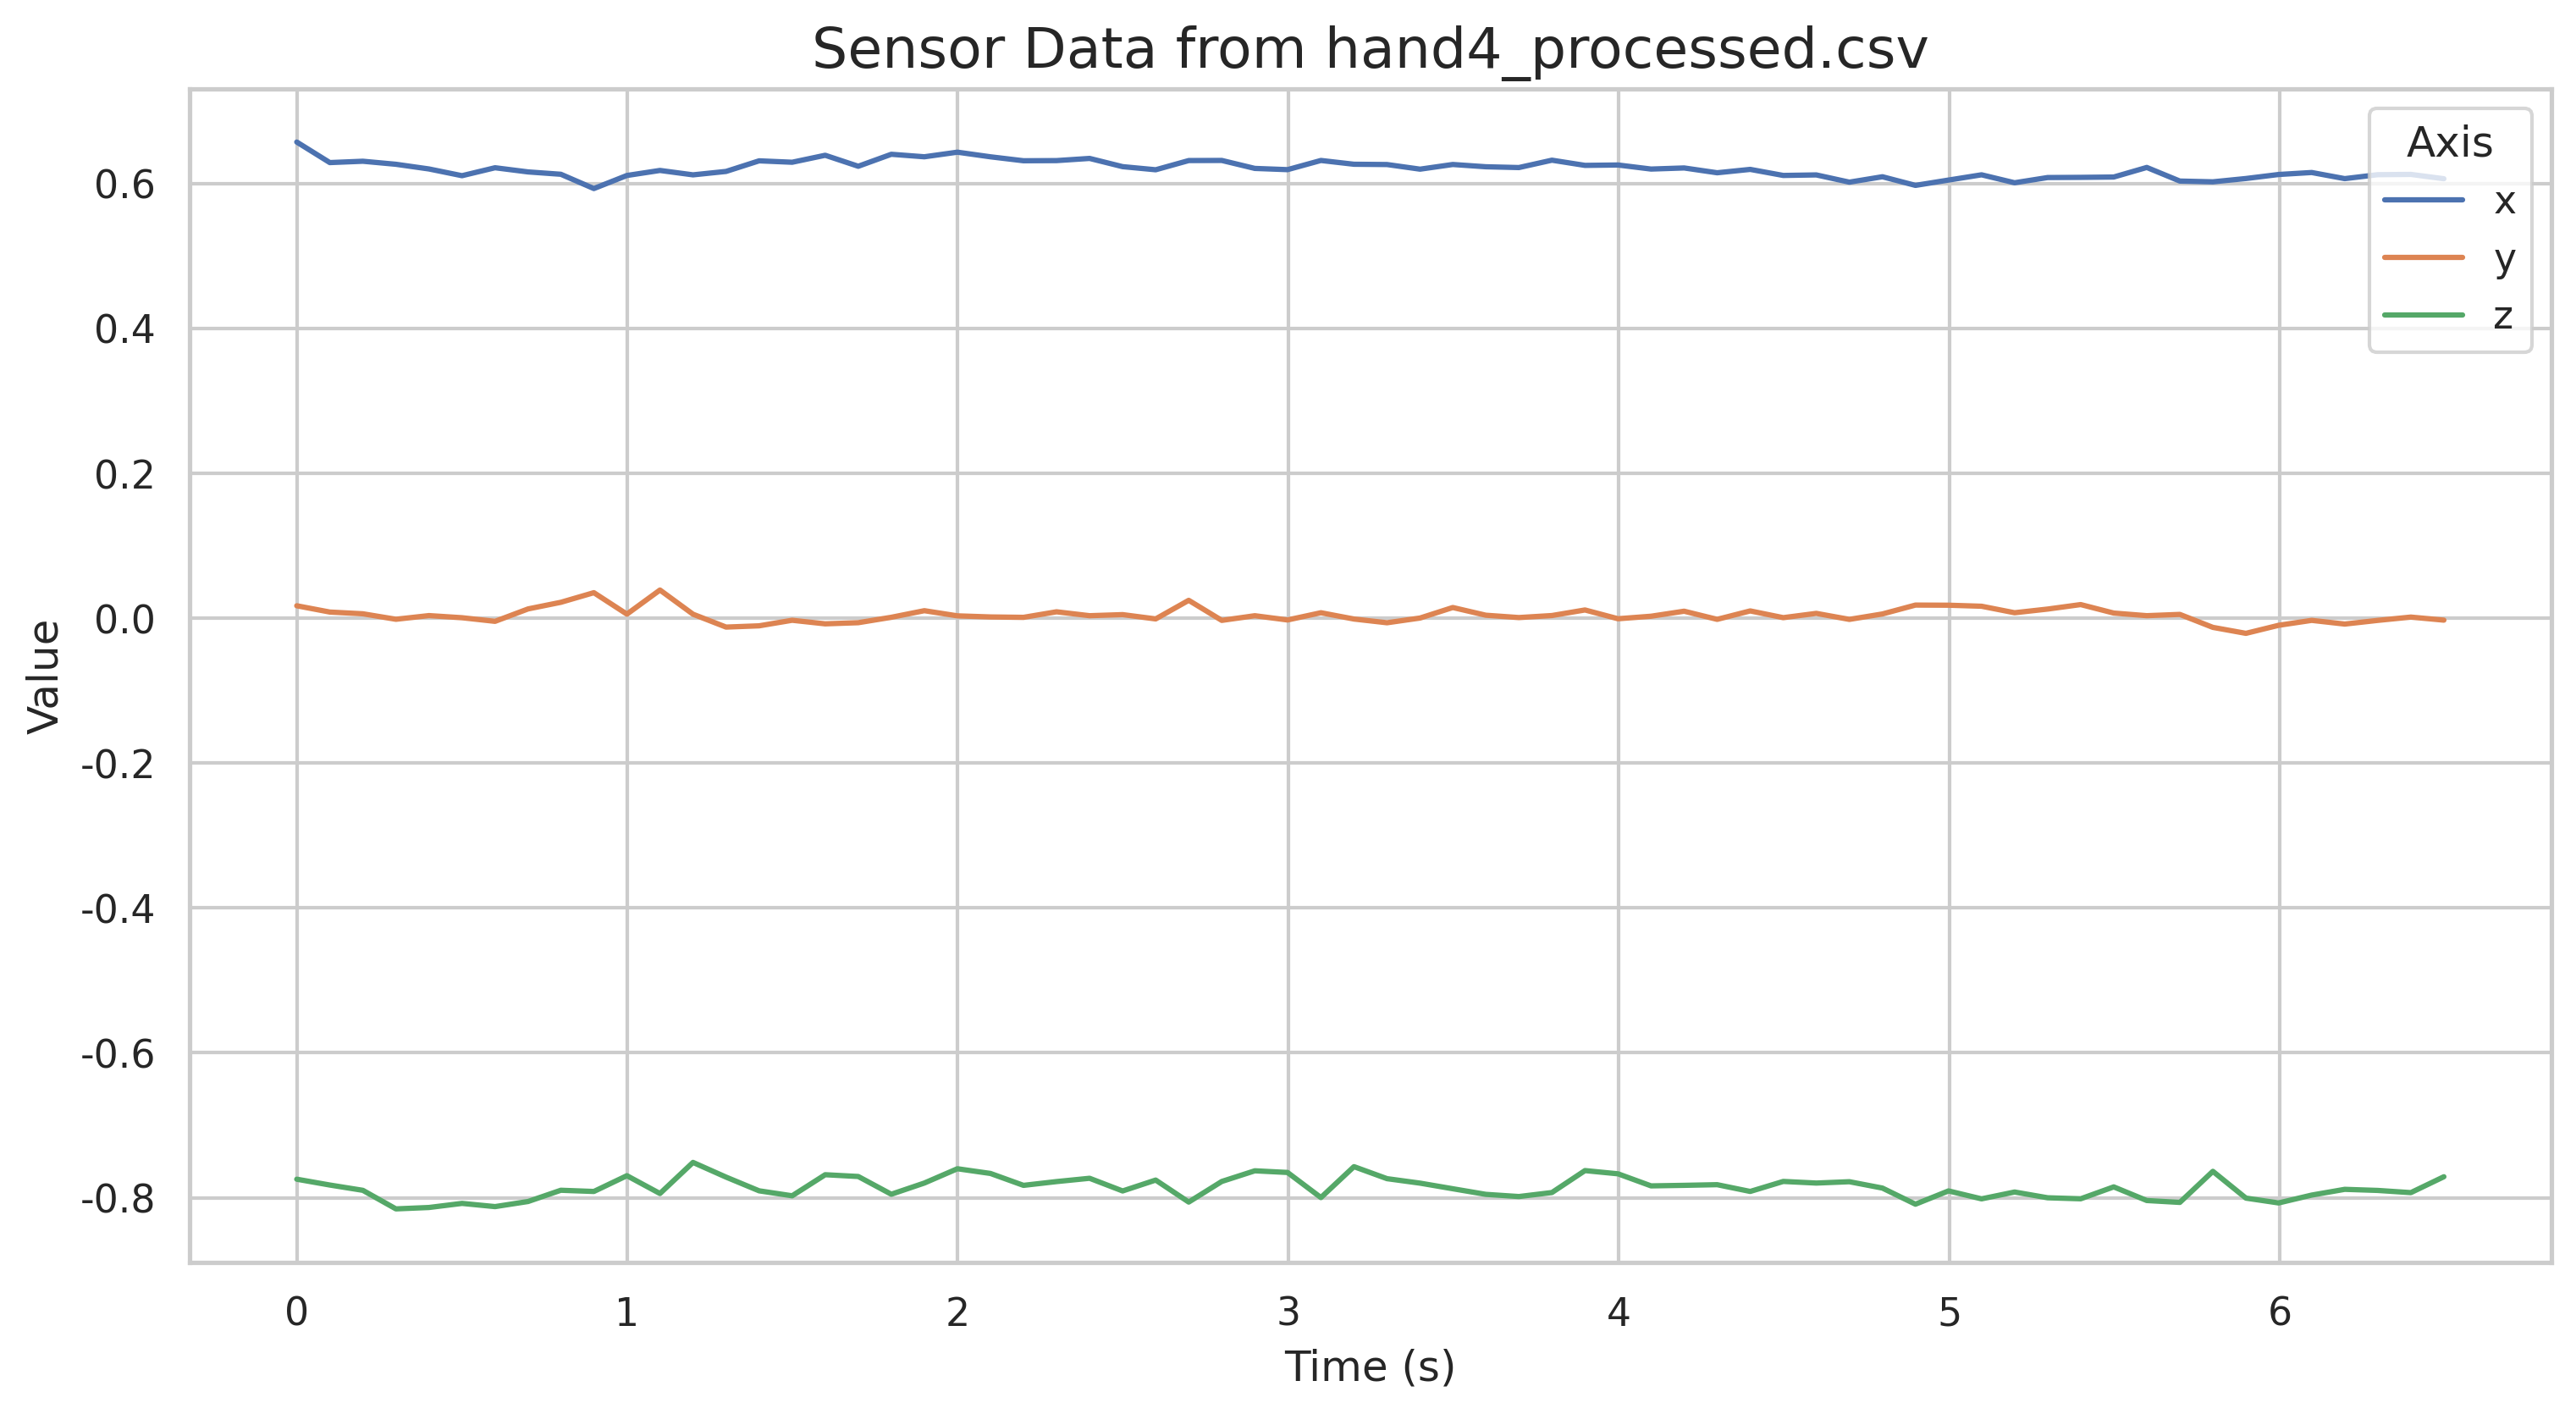 Sensor Data from hand4_processed.csv
Axis
x
y
z
0.6
0.4
0.2
0.0
-0.2
-0.4
-0.6
-0.8
Value
0 1 2 3 4 5 6
Time (s)